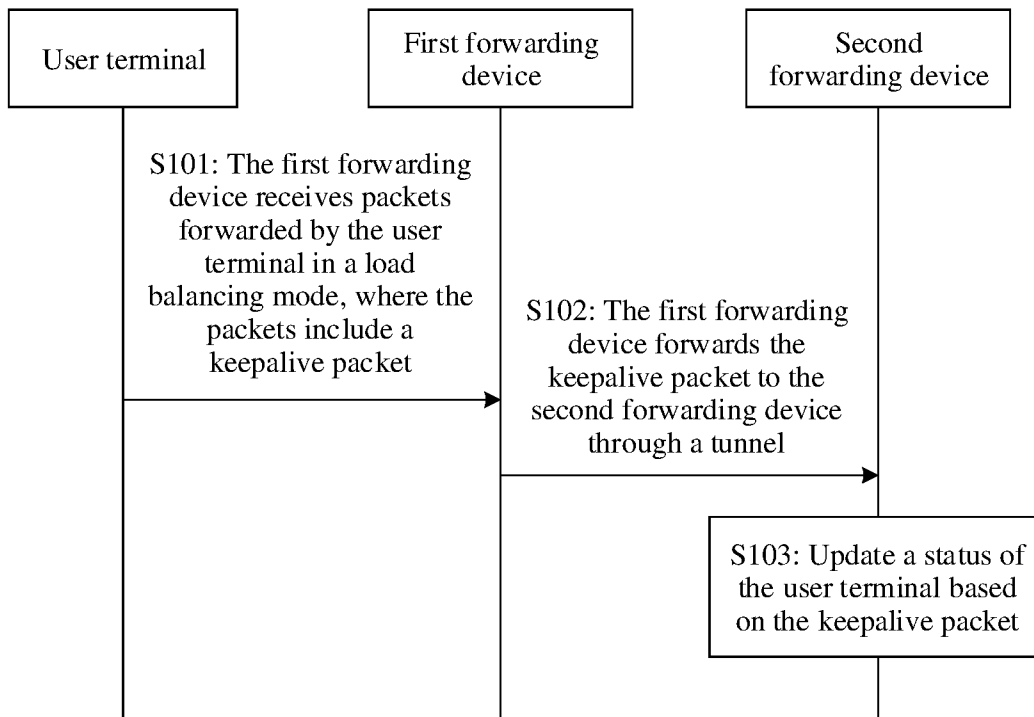 User terminal
First forwarding
device
Second
forwarding device
S101: The first forwarding
device receives packets
forwarded by the user
terminal in a load
balancing mode, where the
packets include a
keepalive packet
S102: The first forwarding
device forwards the
keepalive packet to the
second forwarding device
through a tunnel
S103: Update a status of
the user terminal based
on the keepalive packet